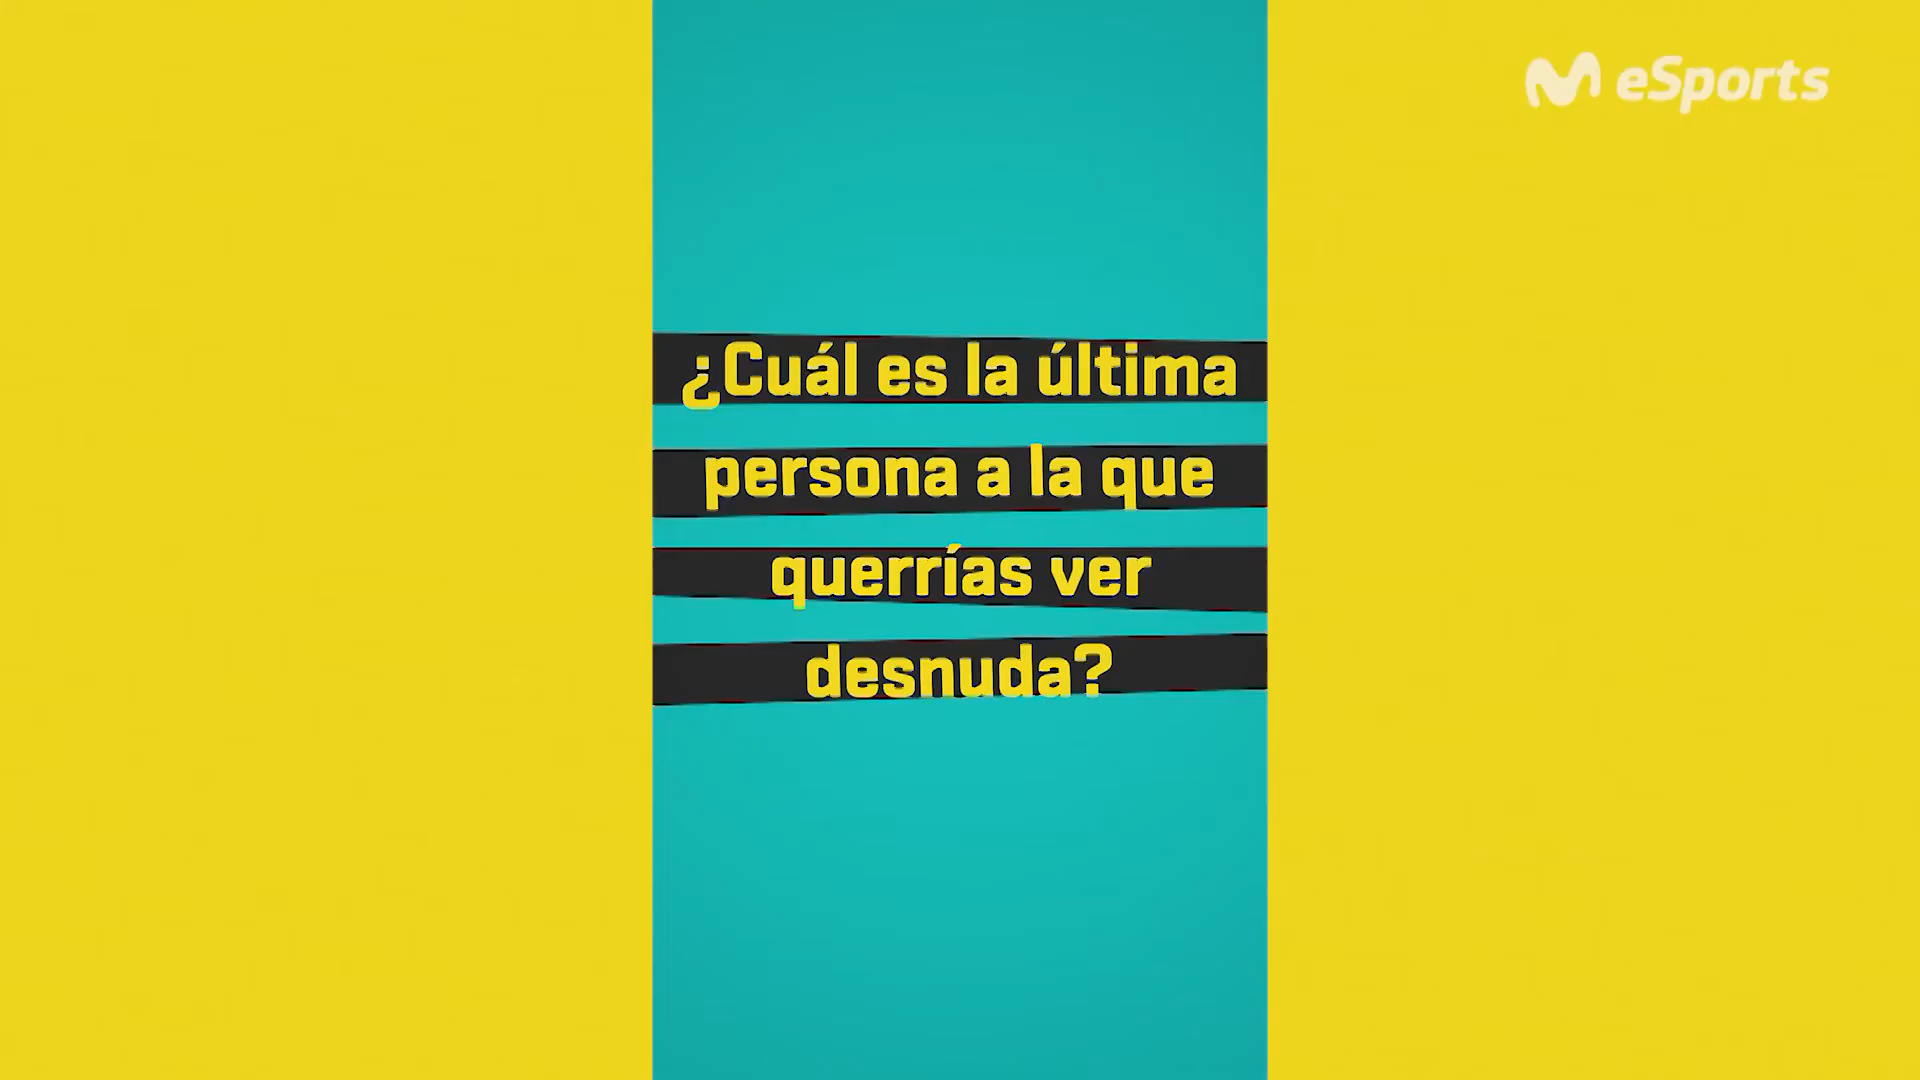 eSports
¿Cuál es la última
persona a la que
querrías ver
desnuda?